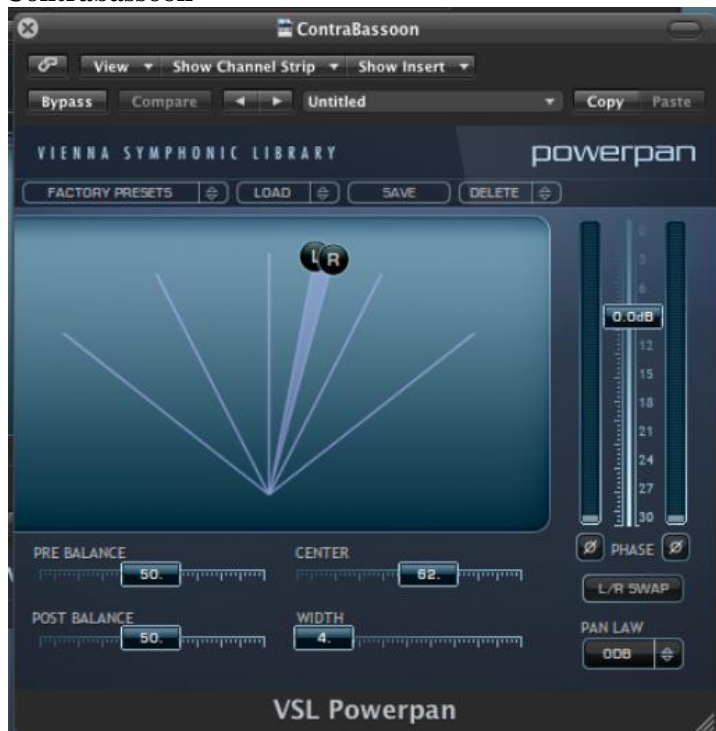 ContraBassoon
View Show Channel Strip Show Insert
Bypass Compare Untitled Copy Paste
VIENNA SYMPHONIC LIBRARY powerpan
FACTORY PRESETS LOAD SAVE DELETE
L R
0
3
6
0.0dB
12
15
18
21
24
27
30
Ø PHASE Ø
PRE BALANCE CENTER
50. 62.
L/R SWAP
POST BALANCE WIDTH
50. 4.
PAN LAW
0DB
VSL Powerpan